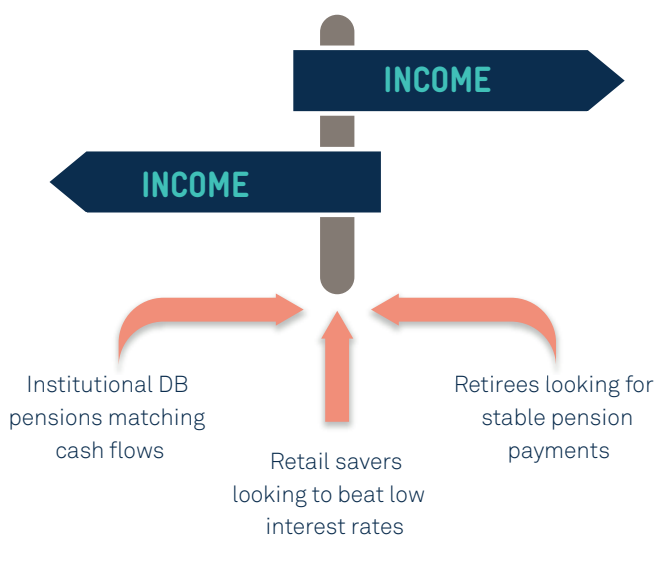 INCOME
INCOME
Institutional DB
pensions matching
cash flows
Retail savers
looking to beat low
interest rates
Retirees looking for
stable pension
payments